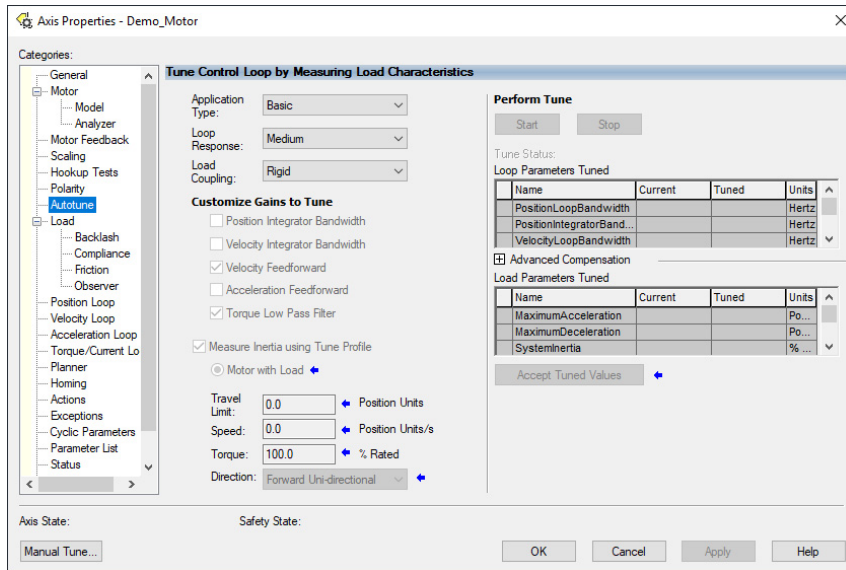 Axis Properties - Demo_Motor
Categories:
General
Motor
Model
Analyzer
Motor Feedback
Scaling
Hookup Tests
Polarity
Autotune
Load
Backlash
Compliance
Friction
Observer
Position Loop
Velocity Loop
Acceleration Loop
Torque/Current Lo
Planner
Homing
Actions
Exceptions
Cyclic Parameters
Parameter List
Status
Tune Control Loop by Measuring Load Characteristics
Application
Type:
Basic
Loop
Response:
Medium
Load
Coupling:
Rigid
Customize Gains to Tune
Position Integrator Bandwidth
Velocity Integrator Bandwidth
Velocity Feedforward
Acceleration Feedforward
Torque Low Pass Filter
Measure Inertia using Tune Profile
Motor with Load
Travel
Limit:
0.0
Position Units
Speed:
0.0
Position Units/s
Torque:
100.0
% Rated
Direction:
Forward Uni-directional
Perform Tune
Start
Stop
Tune Status:
Loop Parameters Tuned
Name Current Tuned Units
PositionLoopBandwidth Hertz
PositionIntegratorBand... Hertz
VelocityLoopBandwidth Hertz
Advanced Compensation
Load Parameters Tuned
Name Current Tuned Units
MaximumAcceleration Po...
MaximumDeceleration Po...
SystemInertia % ...
Accept Tuned Values
Axis State:
Safety State:
Manual Tune...
OK
Cancel
Apply
Help